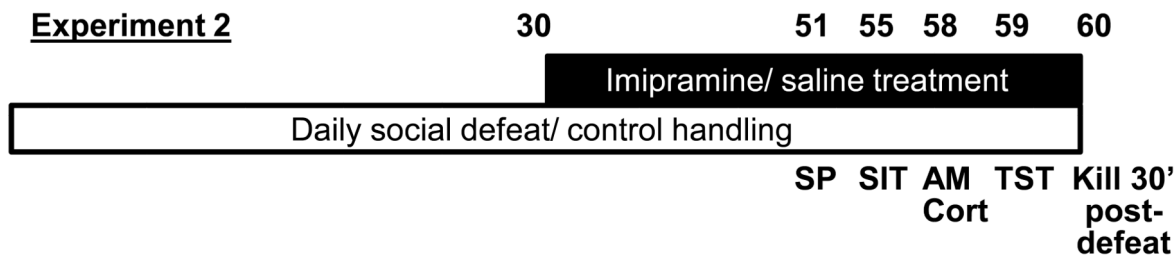 Experiment 2 30 51 55 58 59 60
Imipramine/ saline treatment
Daily social defeat/ control handling
SP SIT AM TST Kill 30’
Cort post-
defeat